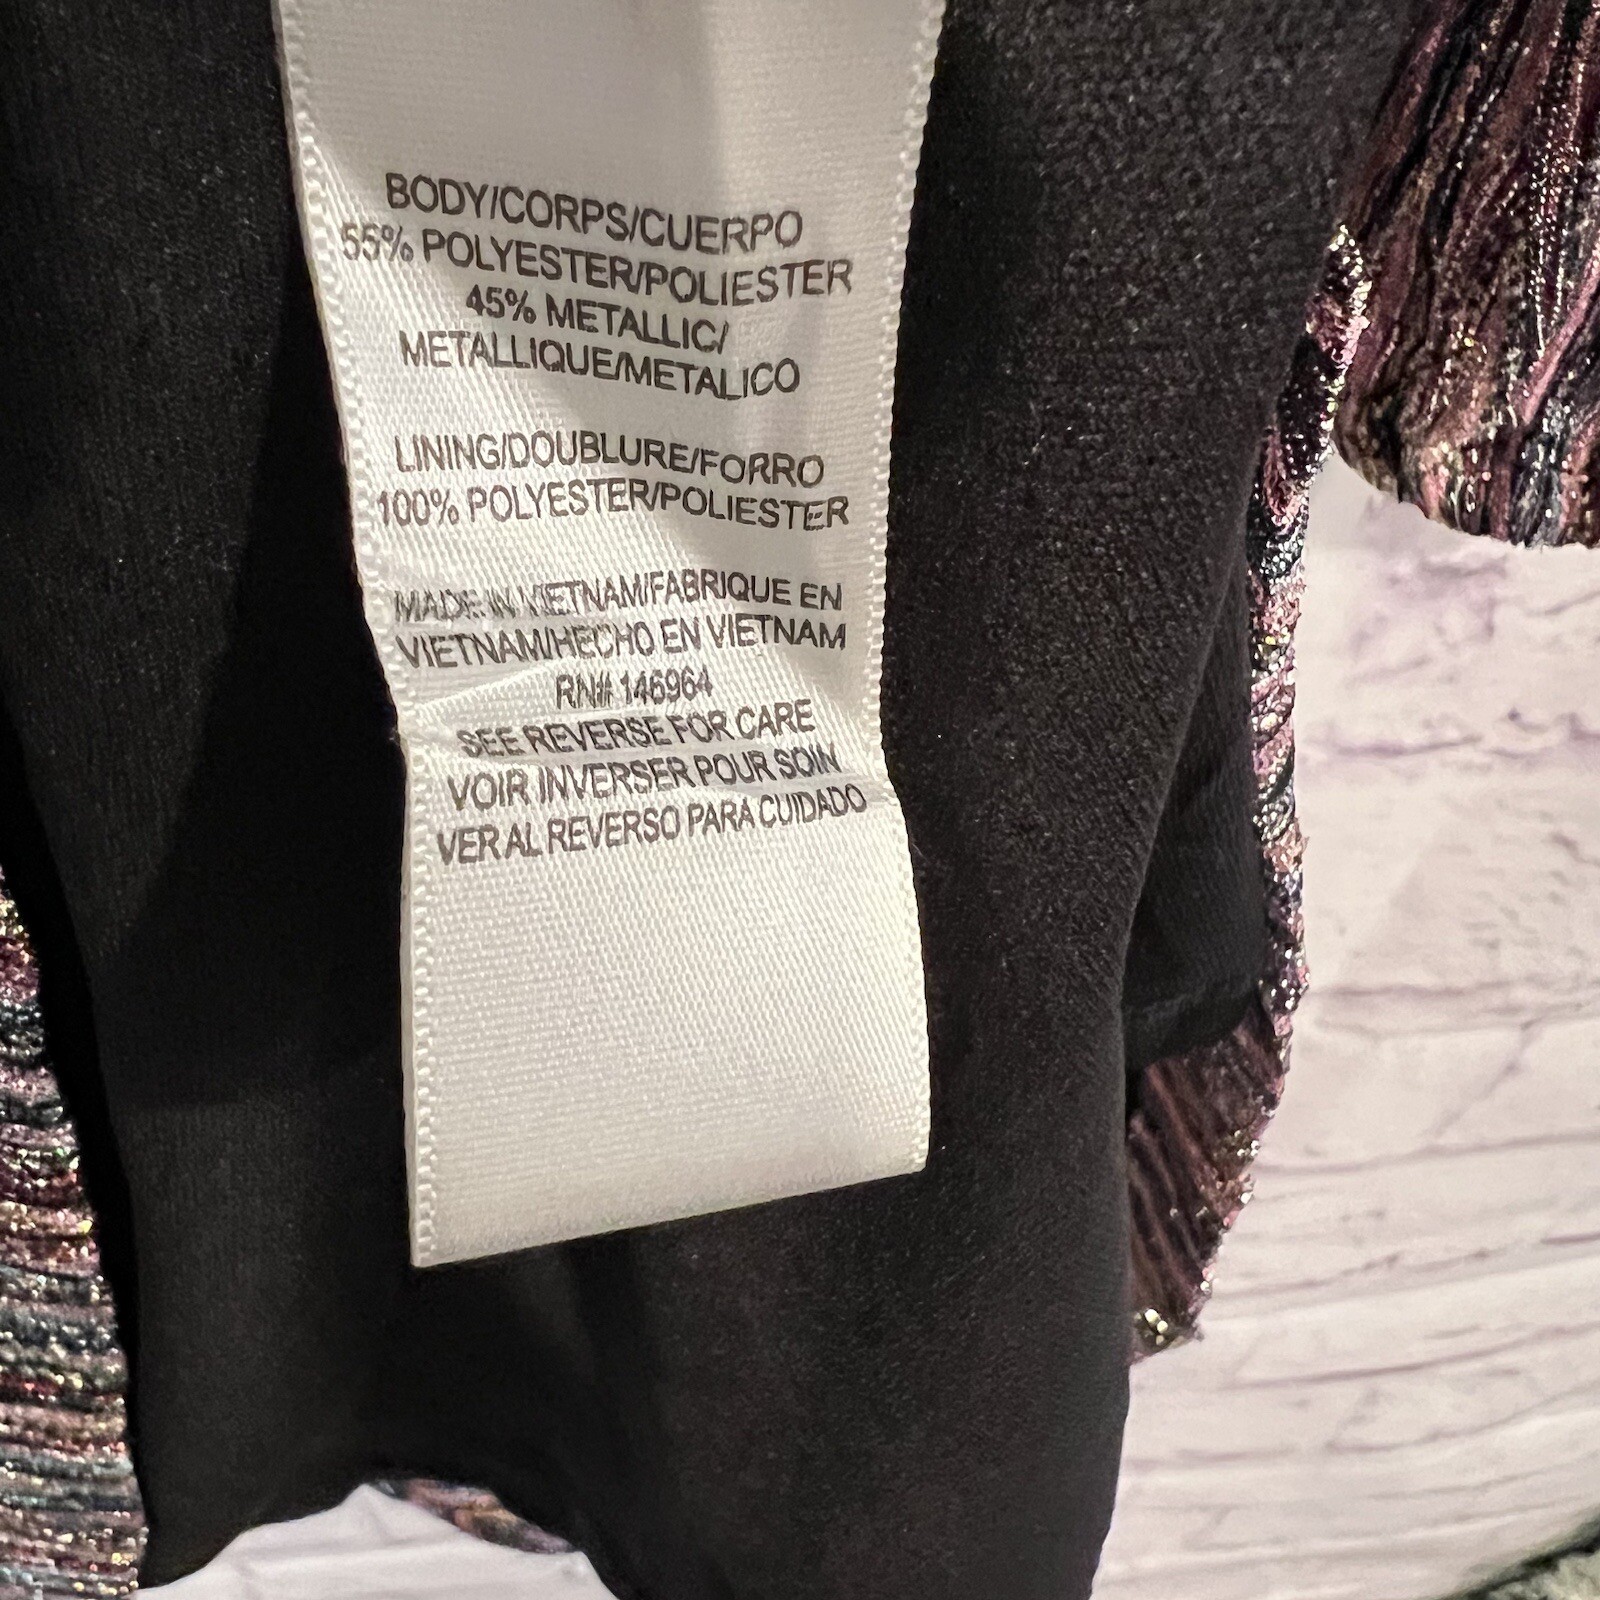 BODY/CORPS/CUERPO
55% POLYESTER/POLIESTER
45% METALLIC/
METALLIQUE/METALICO
LINING/DOUBLURE/FORRO
100% POLYESTER/POLIESTER
MADE IN VIETNAM/FABRIQUE EN
VIETNAM/HECHO EN VIETNAM
RN# 146964
SEE REVERSE FOR CARE
VOIR INVERSER POUR SOIN
VER AL REVERSO PARA CUIDADO